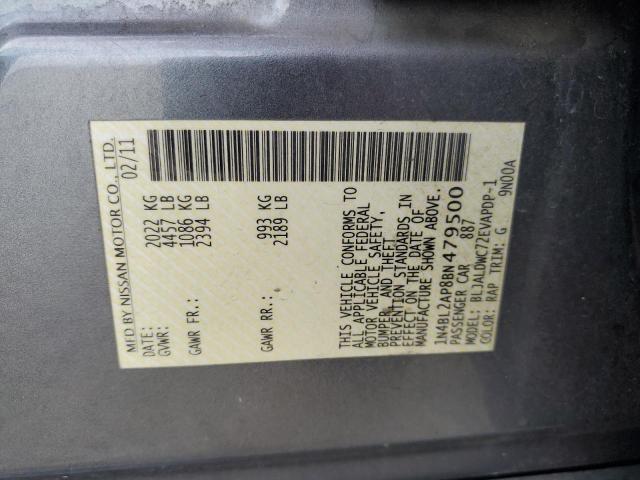 MFD BY NISSAN MOTOR CO., LTD.
DATE: 02/11
GVWR: 2022 KG
4457 LB
GAWR FR: 1086 KG
2394 LB
GAWR RR: 993 KG
2189 LB
THIS VEHICLE CONFORMS TO
ALL APPLICABLE FEDERAL
MOTOR VEHICLE SAFETY,
BUMPER, AND THEFT
PREVENTION STANDARDS IN
EFFECT ON THE DATE OF
MANUFACTURE SHOWN ABOVE.
1N4BL2AP8BN479500
PASSENGER CAR 887
MODEL: BLJALDWC72EVAPDP-1
COLOR: RAP TRIM: G 9N00A